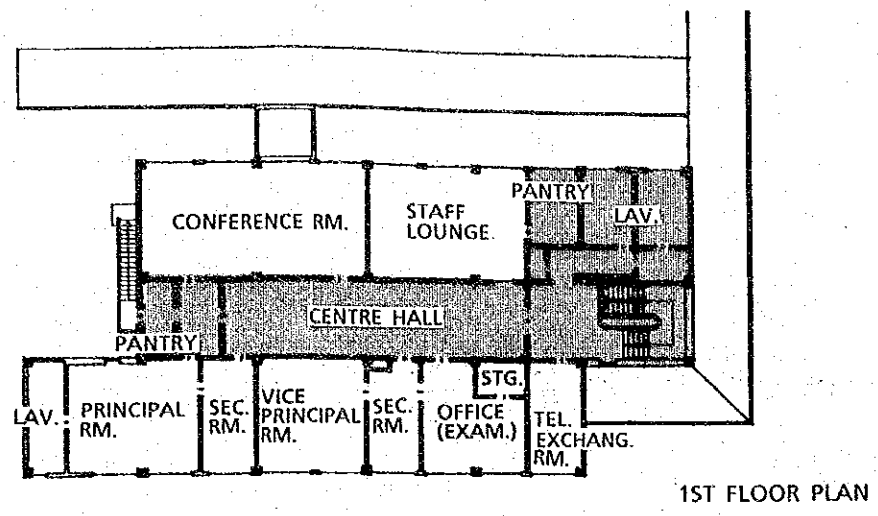 PANTRY
CONFERENCE RM.
STAFF
LOUNGE
LAV.
CENTRE HALL
PANTRY
LAV.
PRINCIPAL
RM.
SEC.
RM.
VICE
PRINCIPAL
RM.
SEC.
RM.
STG.
OFFICE
(EXAM.)
TEL.
EXCHANG.
RM.
1ST FLOOR PLAN